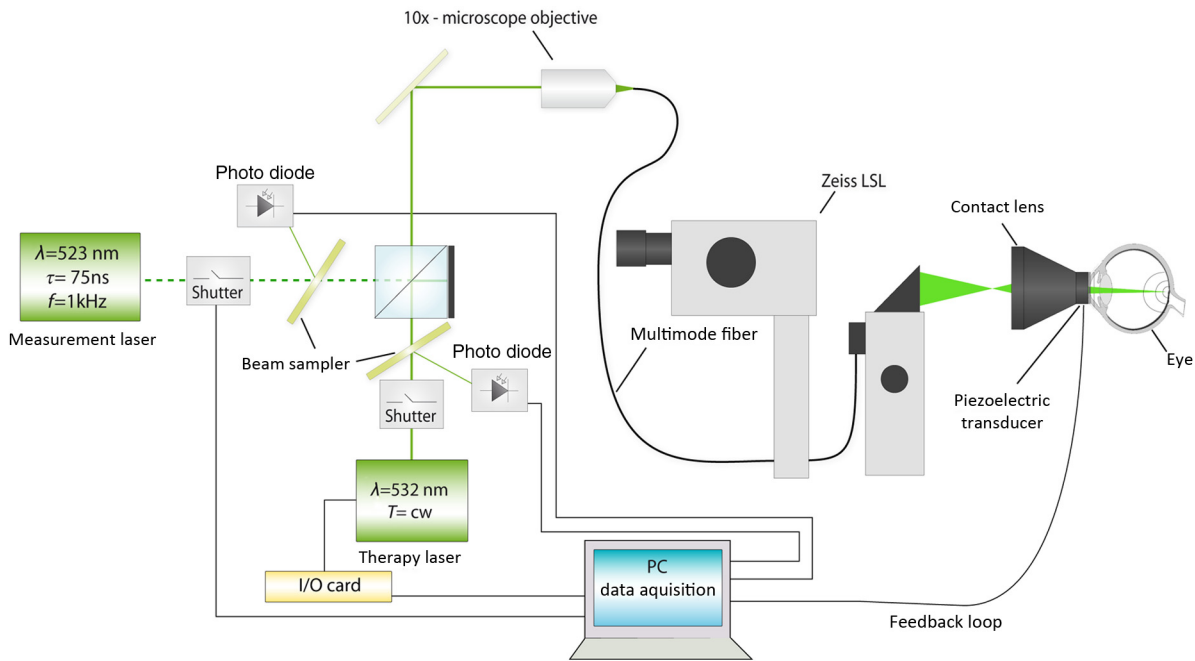 10x - microscope objective
Photo diode
Zeiss LSL
Contact lens
λ=523 nm
τ= 75ns
f=1kHz
Shutter
Measurement laser
Beam sampler
Multimode fiber
Photo diode
Eye
Shutter
Piezoelectric
transducer
λ=532 nm
T= cw
Therapy laser
I/O card
PC
data aquisition
Feedback loop